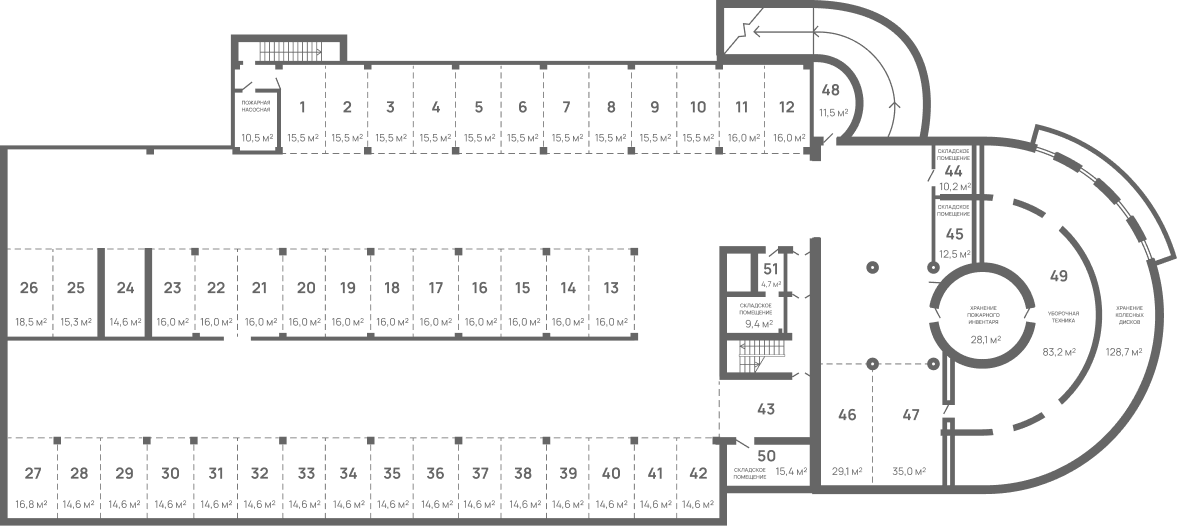 ПОЖАРНАЯ
НАСОСНАЯ
10,5 м²
1 2 3 4 5 6 7 8 9 10 11 12
15,5 м² 15,5 м² 15,5 м² 15,5 м² 15,5 м² 15,5 м² 15,5 м² 15,5 м² 15,5 м² 15,5 м² 16,0 м² 16,0 м²
48
11,5 м²
СКЛАДСКОЕ
ПОМЕЩЕНИЕ
44
10,2 м²
СКЛАДСКОЕ
ПОМЕЩЕНИЕ
45
12,5 м²
26 25 24 23 22 21 20 19 18 17 16 15 14 13
18,5 м² 15,3 м² 14,6 м² 16,0 м² 16,0 м² 16,0 м² 16,0 м² 16,0 м² 16,0 м² 16,0 м² 16,0 м² 16,0 м² 16,0 м² 16,0 м²
51
4,7 м²
СКЛАДСКОЕ
ПОМЕЩЕНИЕ
9,4 м²
ХРАНЕНИЕ
ПОЖАРНОГО
ИНВЕНТАРЯ
28,1 м²
49
УБОРОЧНАЯ
ТЕХНИКА
83,2 м²
ХРАНЕНИЕ
КОЛЕСНЫХ
ДИСКОВ
128,7 м²
43
46
29,1 м²
47
35,0 м²
27 28 29 30 31 32 33 34 35 36 37 38 39 40 41 42
16,8 м² 14,6 м² 14,6 м² 14,6 м² 14,6 м² 14,6 м² 14,6 м² 14,6 м² 14,6 м² 14,6 м² 14,6 м² 14,6 м² 14,6 м² 14,6 м² 14,6 м² 14,6 м²
50
СКЛАДСКОЕ
ПОМЕЩЕНИЕ
15,4 м²